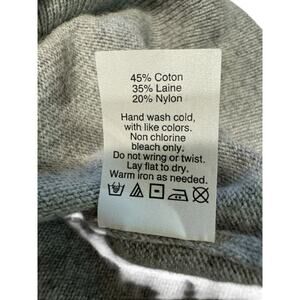 45% Coton
35% Laine
20% Nylon
Hand wash cold,
with like colors.
Non chlorine
bleach only.
Do not wring or twist.
Lay flat to dry.
Warm iron as needed.